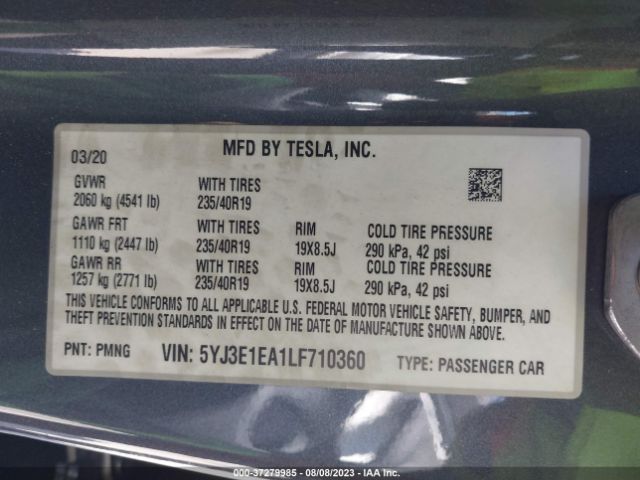 MFD BY TESLA, INC.
03/20
GVWR WITH TIRES
2060 kg (4541 lb) 235/40R19
GAWR FRT WITH TIRES RIM COLD TIRE PRESSURE
1110 kg (2447 lb) 235/40R19 19X8.5J 290 kPa, 42 psi
GAWR RR WITH TIRES RIM COLD TIRE PRESSURE
1257 kg (2771 lb) 235/40R19 19X8.5J 290 kPa, 42 psi
THIS VEHICLE CONFORMS TO ALL APPLICABLE U.S. FEDERAL MOTOR VEHICLE SAFETY, BUMPER, AND
THEFT PREVENTION STANDARDS IN EFFECT ON THE DATE OF MANUFACTURE SHOWN ABOVE.
PNT: PMNG VIN: 5YJ3E1EA1LF710360 TYPE: PASSENGER CAR
000-37279985 - 08/08/2023 - IAA Inc.